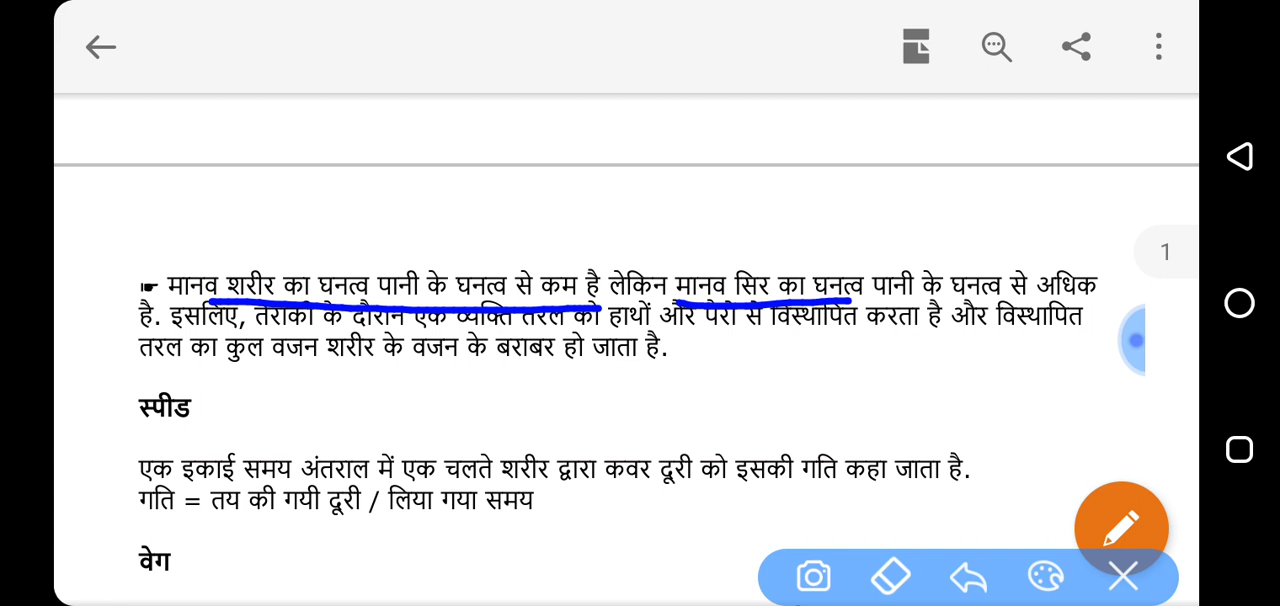 1
☛ मानव शरीर का घनत्व पानी के घनत्व से कम है लेकिन मानव सिर का घनत्व पानी के घनत्व से अधिक
है. इसलिए, तैराकी के दौरान एक व्यक्ति तरल को हाथों और पैरों से विस्थापित करता है और विस्थापित
तरल का कुल वजन शरीर के वजन के बराबर हो जाता है.
स्पीड
एक इकाई समय अंतराल में एक चलते शरीर द्वारा कवर दूरी को इसकी गति कहा जाता है.
गति = तय की गयी दूरी / लिया गया समय
वेग